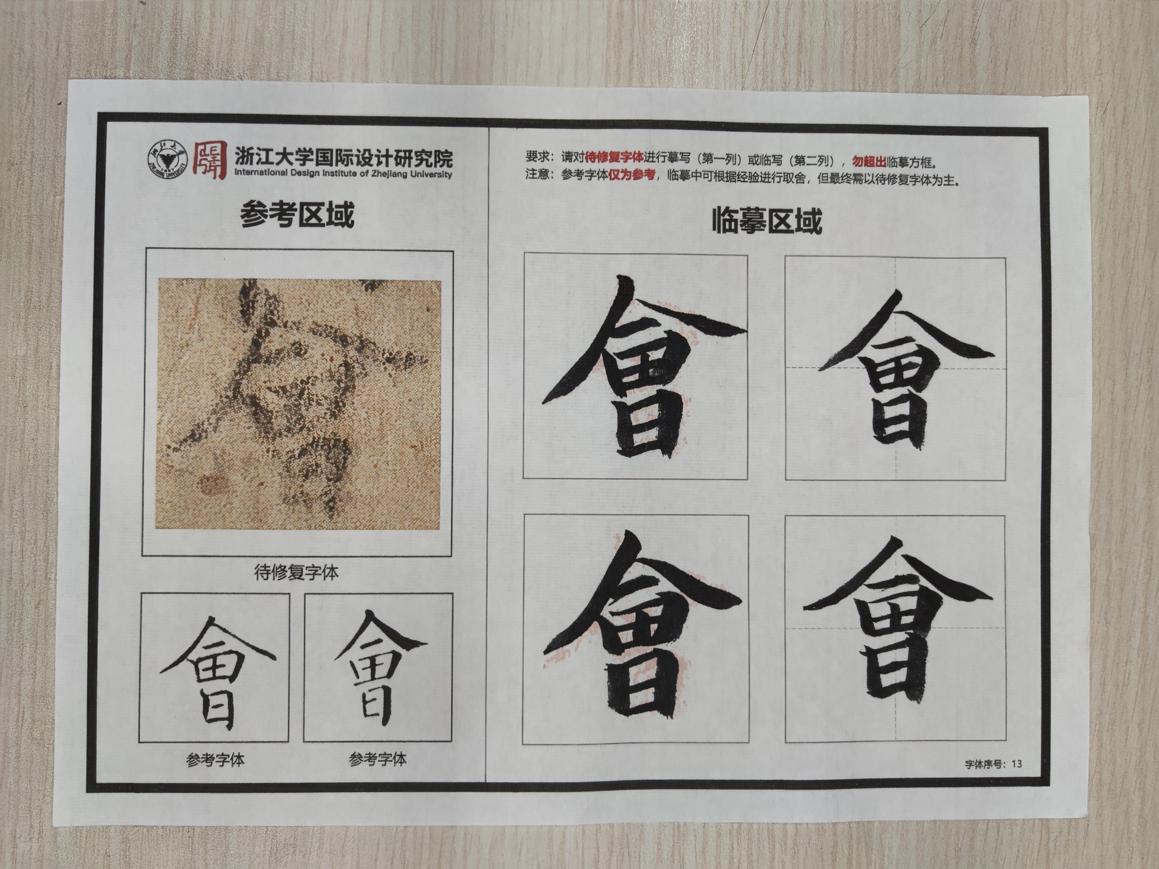 浙江大学国际设计研究院
International Design Institute of Zhejiang University
参考区域
會
待修复字体
會
會
参考字体
参考字体
要求：请对待修复字体进行摹写（第一列）或临写（第二列），勿超出临摹方框。
注意：参考字体仅为参考，临摹中可根据经验进行取舍，但最终需以待修复字体为主。
临摹区域
會
會
會
會
字体序号：13